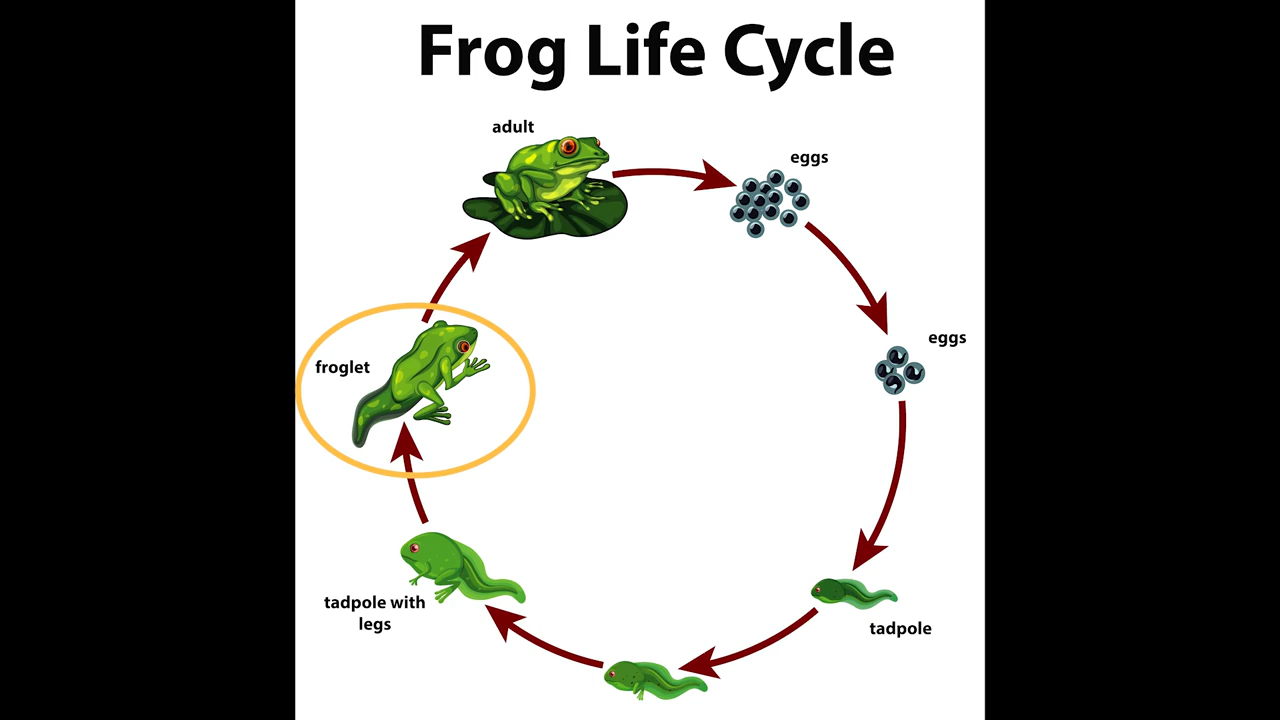 Frog Life Cycle
adult
eggs
eggs
froglet
tadpole with
legs
tadpole